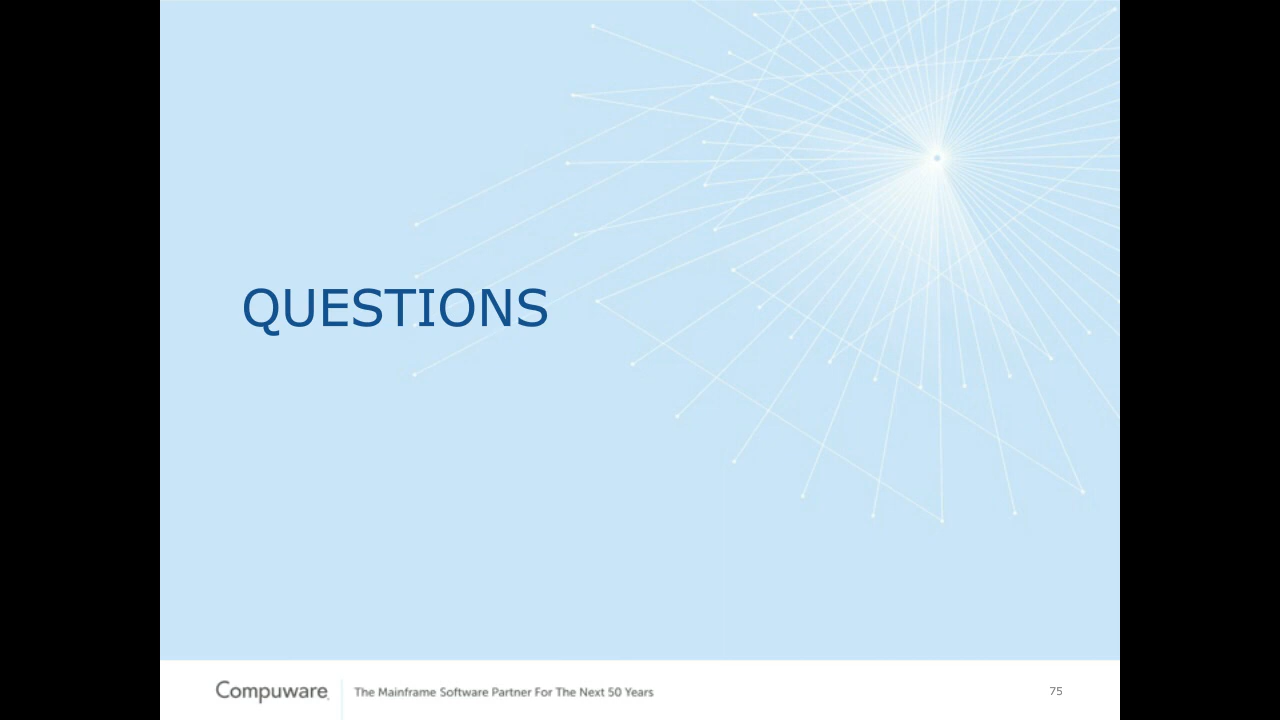 QUESTIONS
Compuware
The Mainframe Software Partner For The Next 50 Years
75